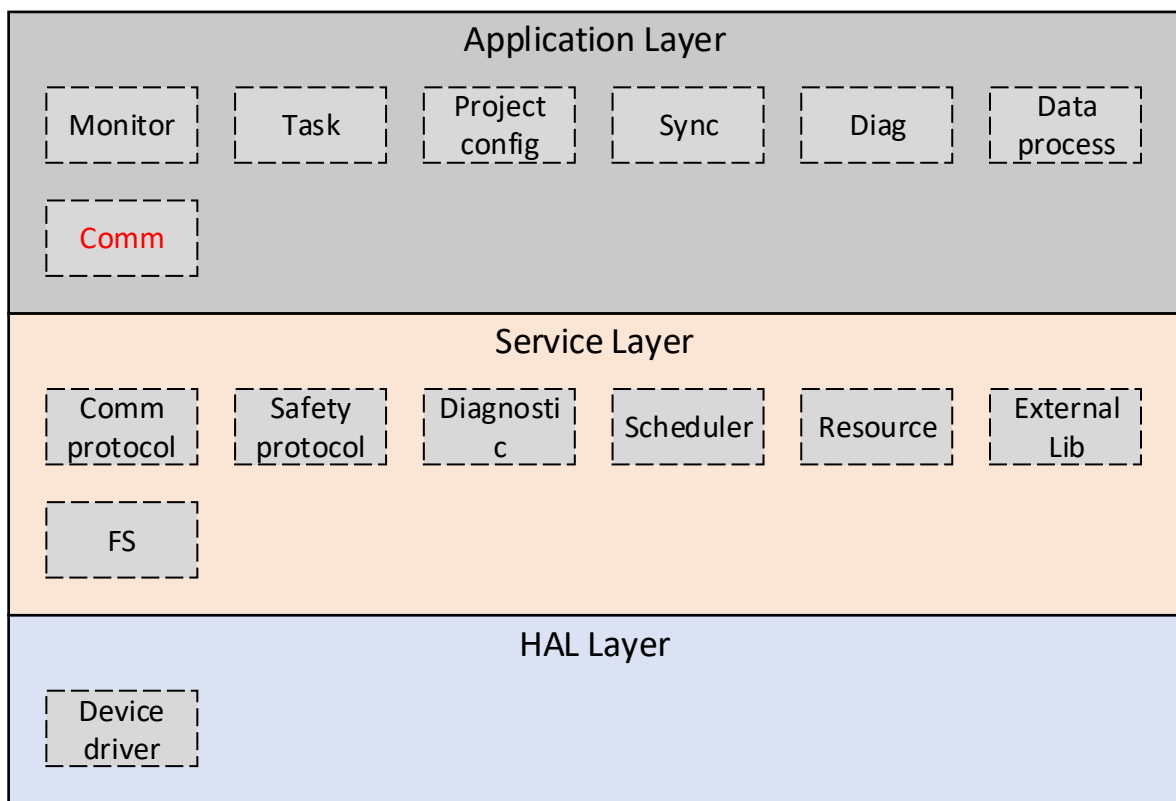 Application Layer
Monitor
Task
Project
config
Sync
Diag
Data
process
Comm
Service Layer
Comm
protocol
Safety
protocol
Diagnosti
c
Scheduler
Resource
External
Lib
FS
HAL Layer
Device
driver